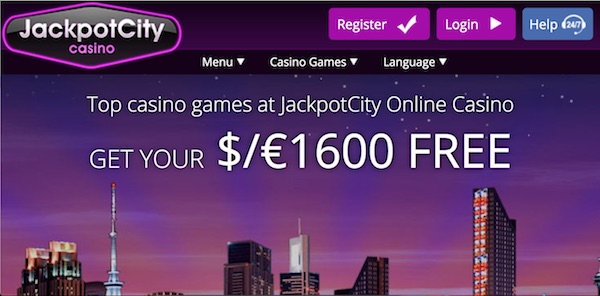 JackpotCity
casino
Register
Login
Help 24/7
Menu
Casino Games
Language
Top casino games at JackpotCity Online Casino
GET YOUR $/€1600 FREE